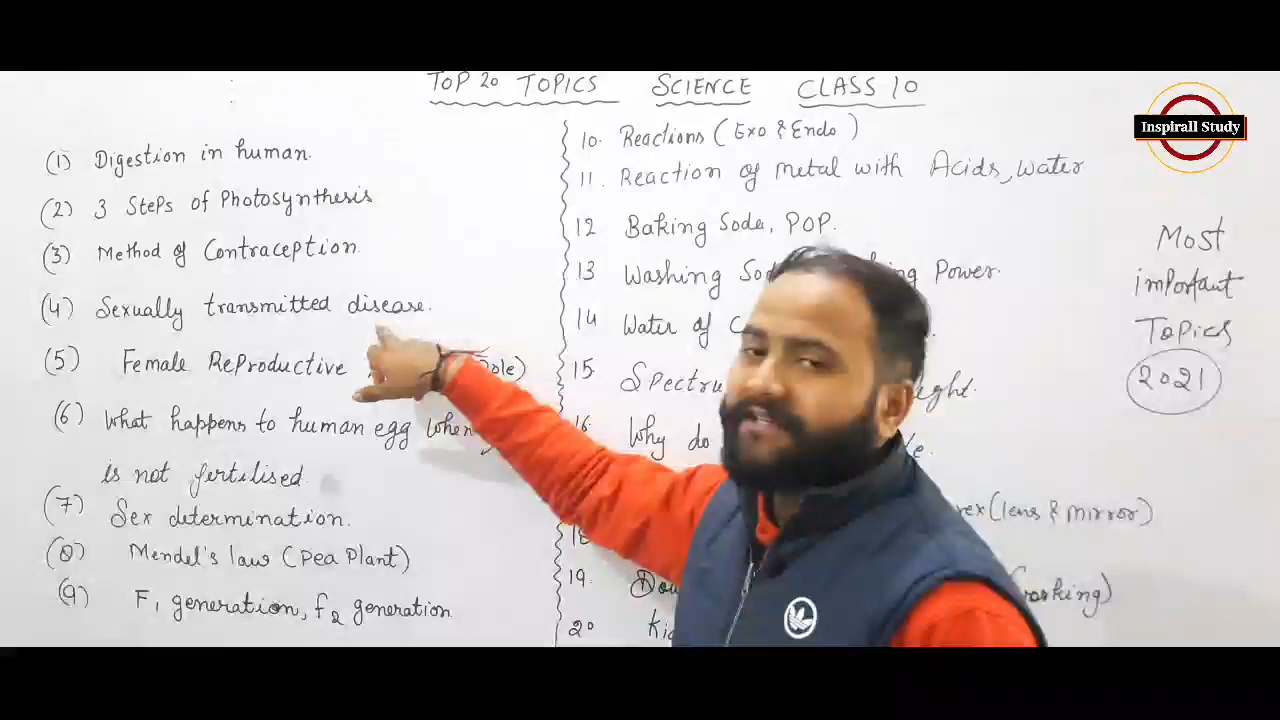 TOP 20 TOPICS SCIENCE CLASS 10
(1) Digestion in human.
(2) 3 Steps of Photosynthesis
(3) Method of Contraception.
(4) Sexually transmitted disease.
(5) Female Reproductive
(6) What happens to human egg when
is not fertilised.
(7) Sex determination.
(8) Mendel's law (Pea Plant)
(9) F1 generation, f2 generation
10. Reactions (Exo & Endo)
11. Reaction of metal with Acids, water
12 Baking Soda, POP.
13 Washing Power.
14 Water of
15
16. Why do
(lens & mirror)
18
19.
20
Most
important
Topics
2021
Inspirall Study